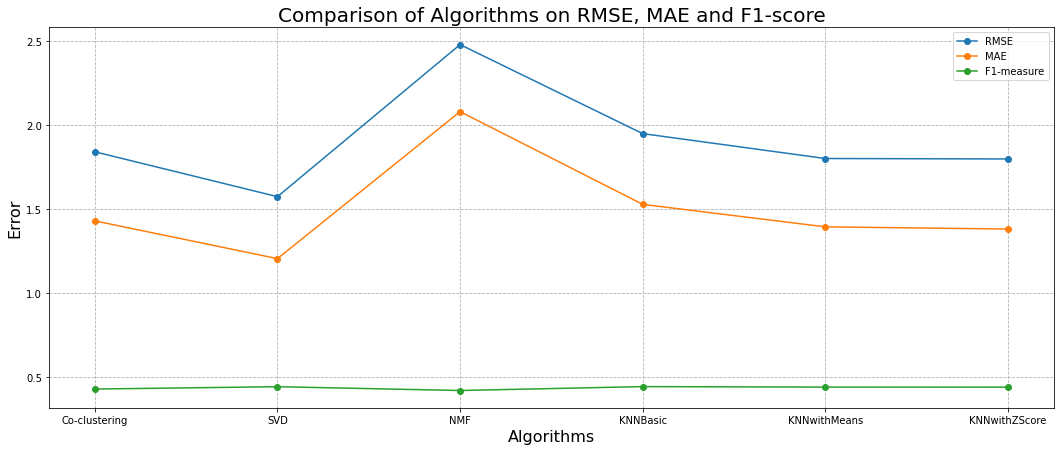 Comparison of Algorithms on RMSE, MAE and F1-score
RMSE
MAE
F1-measure
2.5
2.0
1.5
1.0
0.5
Error
Co-clustering SVD NMF KNNBasic KNNwithMeans KNNwithZScore
Algorithms